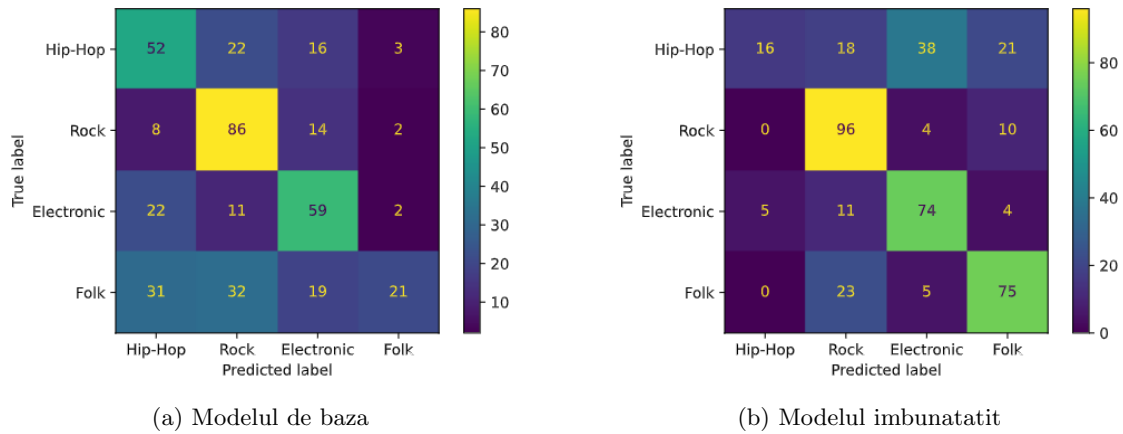 Hip-Hop 52 22 16 3
Rock 8 86 14 2
Electronic 22 11 59 2
Folk 31 32 19 21
Hip-Hop Rock Electronic Folk
Predicted label
True label
80
70
60
50
40
30
20
10
(a) Modelul de baza
Hip-Hop 16 18 38 21
Rock 0 96 4 10
Electronic 5 11 74 4
Folk 0 23 5 75
Hip-Hop Rock Electronic Folk
Predicted label
True label
80
60
40
20
0
(b) Modelul imbunatatit